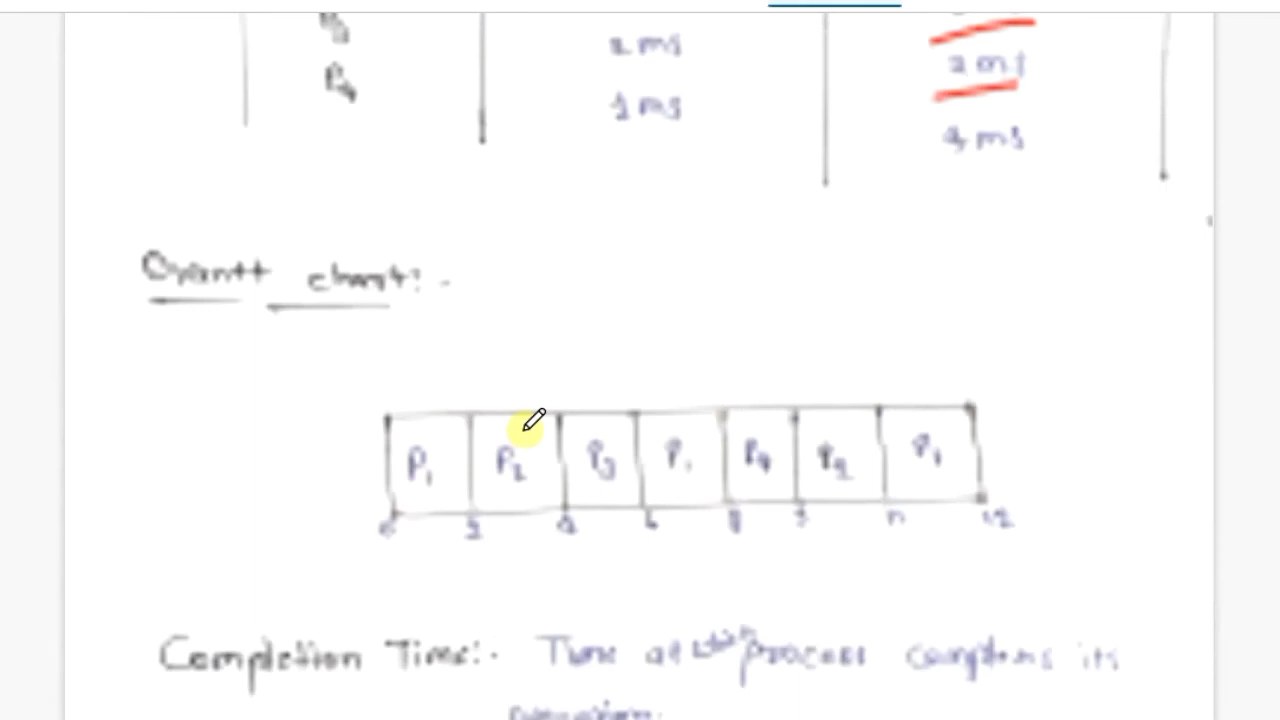 2 ms
P4 1 ms 2 ms
4 ms
Gyantt chart:-
P1 P2 P3 P1 P4 P2 P1
0 2 4 6 8 9 11 12
Completion Time:- Time at which process completes its